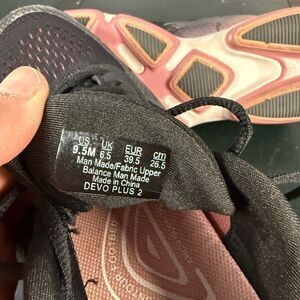 US UK EUR cm
9.5M 6.5 39.5 26.5
Man Made/Fabric Upper
Balance Man Made
Made in China
DEVO PLUS 2